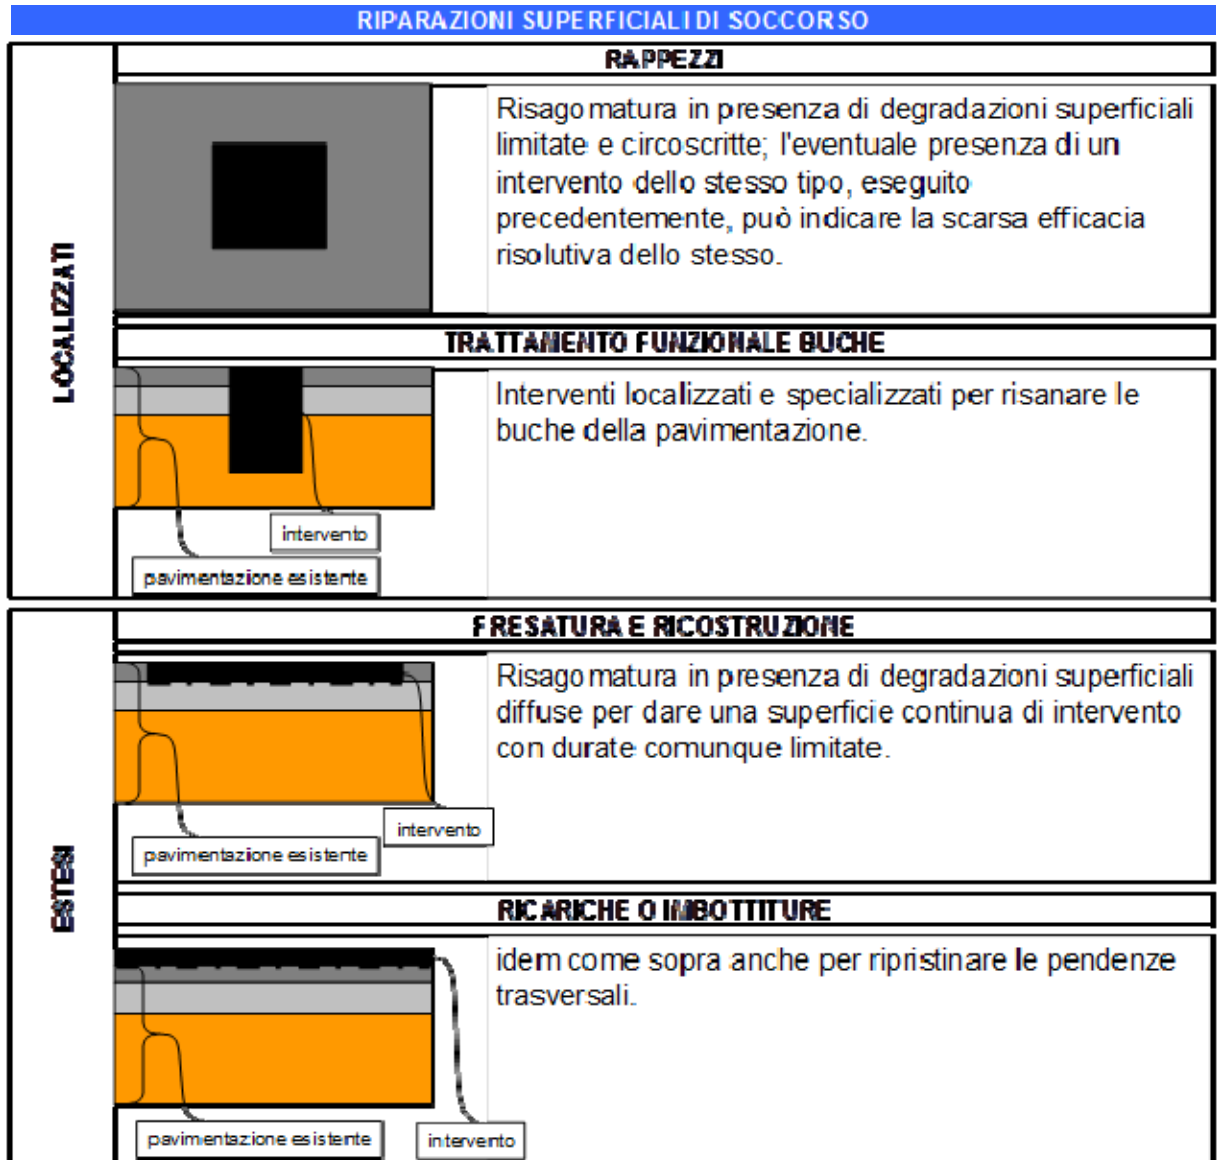 RIPARAZIONI SUPERFICIALI DI SOCCORSO
LOCALIZZATI
RAPPEZZI
Risagomatura in presenza di degradazioni superficiali
limitate e circoscritte; l'eventuale presenza di un
intervento dello stesso tipo, eseguito
precedentemente, può indicare la scarsa efficacia
risolutiva dello stesso.
TRATTAMENTO FUNZIONALE BUCHE
Interventi localizzati e specializzati per risanare le
buche della pavimentazione.
intervento
pavimentazione esistente
ESTESI
FRESATURA E RICOSTRUZIONE
Risagomatura in presenza di degradazioni superficiali
diffuse per dare una superficie continua di intervento
con durate comunque limitate.
intervento
pavimentazione esistente
RICARICHE O IMBOTTITURE
idem come sopra anche per ripristinare le pendenze
trasversali.
pavimentazione esistente
intervento